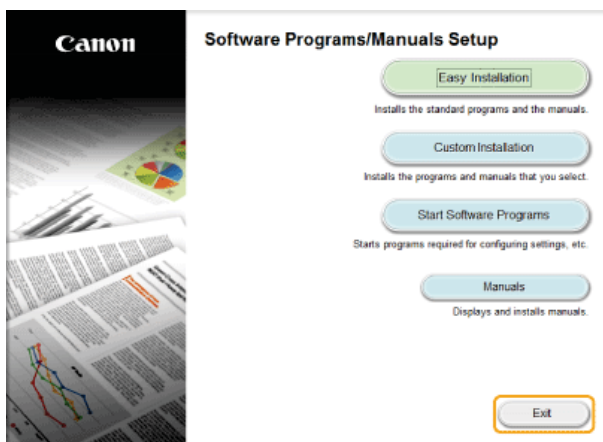 Canon
Software Programs/Manuals Setup
Easy Installation
Installs the standard programs and the manuals.
Custom Installation
Installs the programs and manuals that you select.
Start Software Programs
Starts programs required for configuring settings, etc.
Manuals
Displays and installs manuals.
Exit